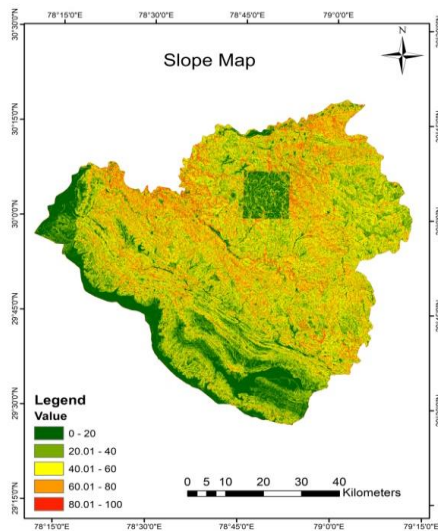 78°15'0"E 78°30'0"E 78°45'0"E 79°0'0"E
N
Slope Map
30°30'0"N
30°15'0"N
30°0'0"N
29°45'0"N
29°30'0"N
29°15'0"N
Legend
Value
0 - 20
20.01 - 40
40.01 - 60
60.01 - 80
80.01 - 100
0 5 10 20 30 40
Kilometers
78°15'0"E 78°30'0"E 78°45'0"E 79°0'0"E 79°15'0"E